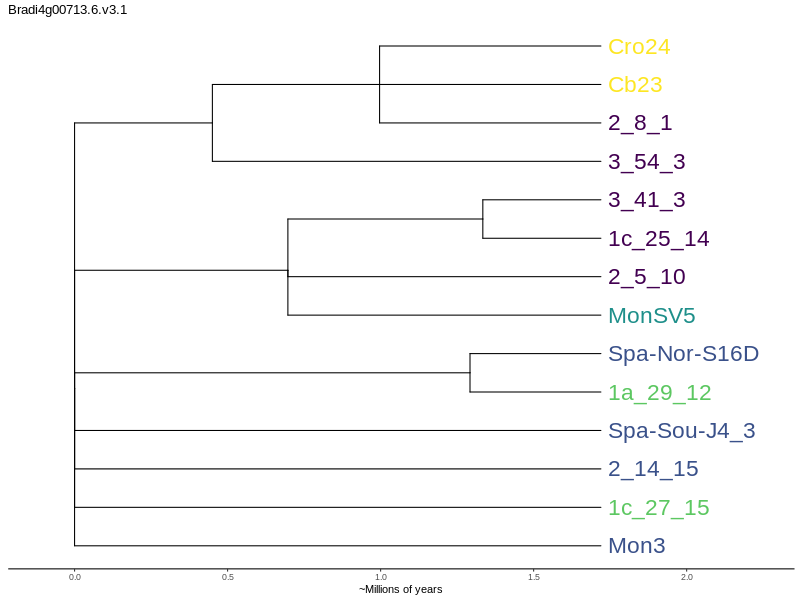 Bradi4g00713.6.v3.1
Cro24
Cb23
2_8_1
3_54_3
3_41_3
1c_25_14
2_5_10
MonSV5
Spa-Nor-S16D
1a_29_12
Spa-Sou-J4_3
2_14_15
1c_27_15
Mon3
0.0 0.5 1.0 1.5 2.0
~Millions of years